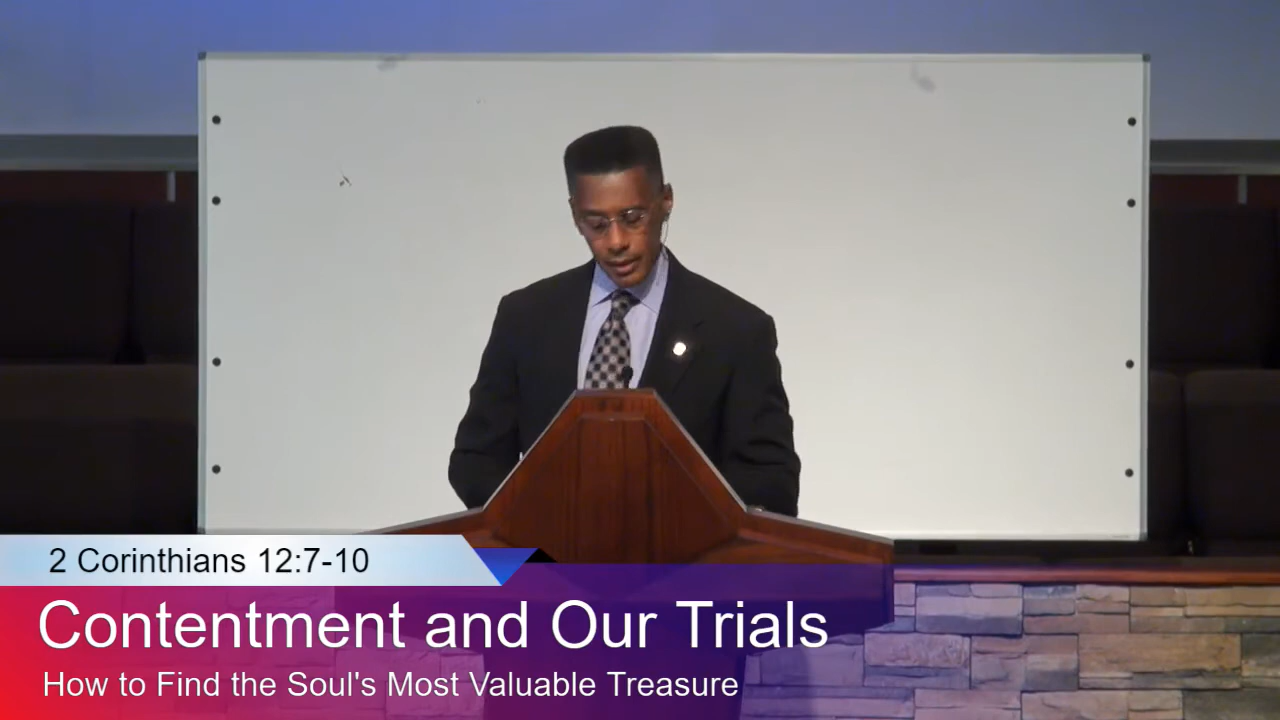 2 Corinthians 12:7-10
Contentment and Our Trials
How to Find the Soul's Most Valuable Treasure